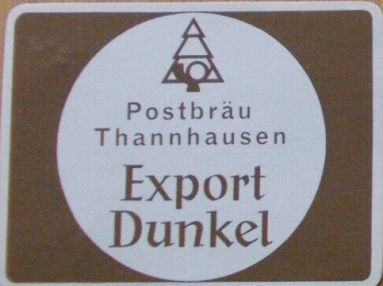 Postbräu
Thannhausen
Export
Dunkel